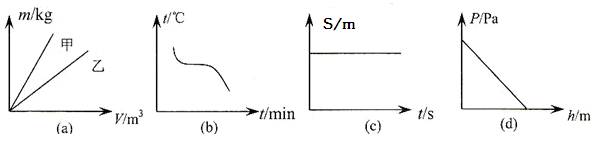 m/kg
甲
乙
V/m³
(a)
t/℃
t/min
(b)
S/m
t/s
(c)
P/Pa
h/m
(d)